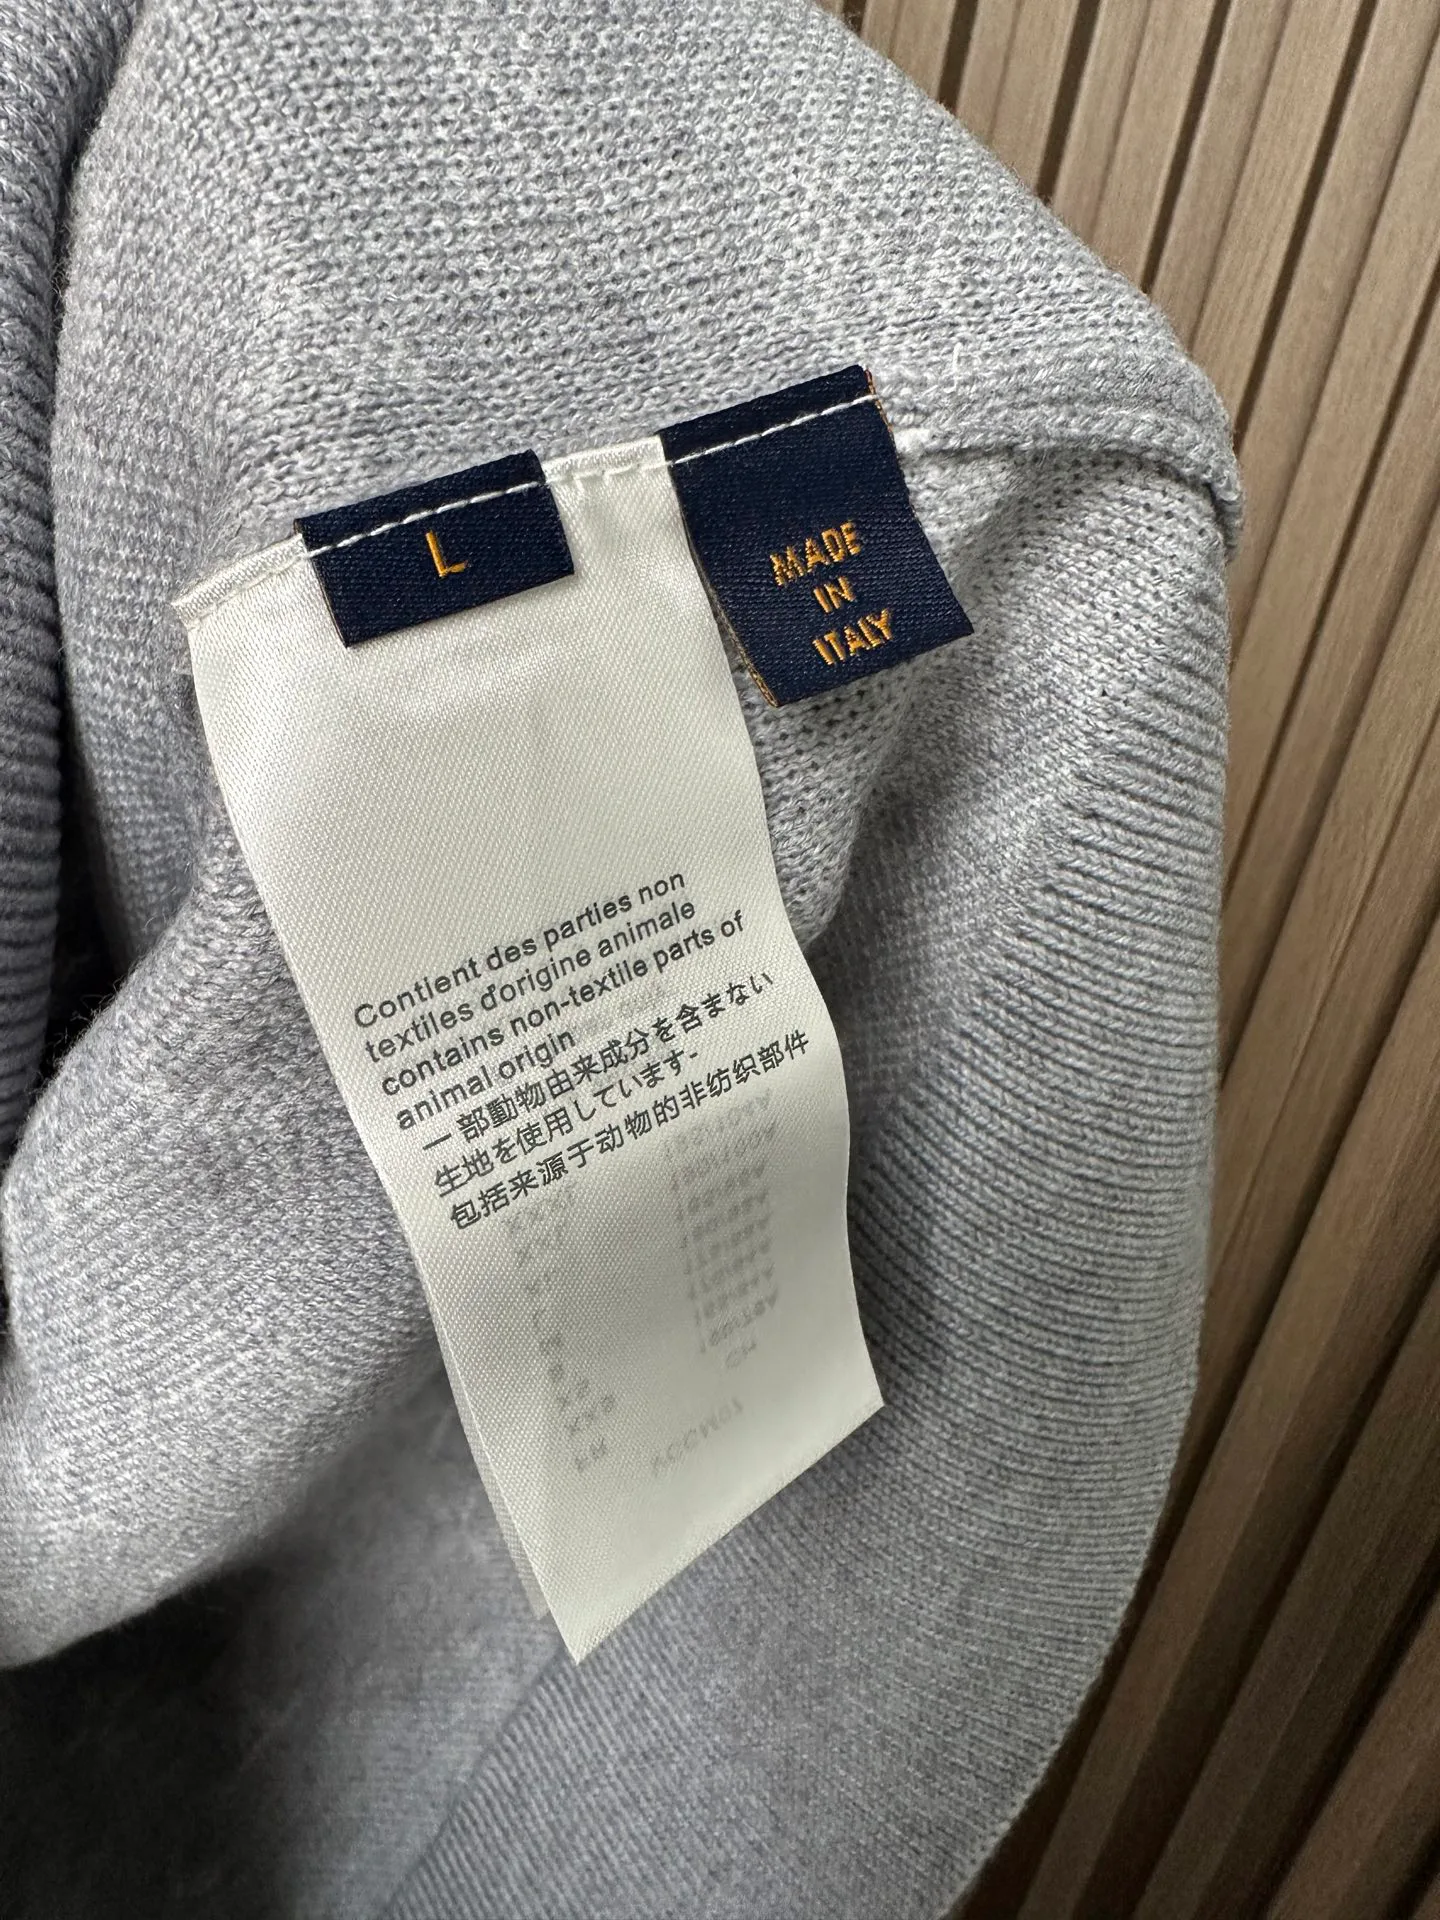 L
MADE
IN
ITALY
Contient des parties non
textiles d'origine animale
contains non-textile parts of
animal origin
一部動物由来成分を含まない
生地を使用しています-
包括来源于动物的非纺织部件